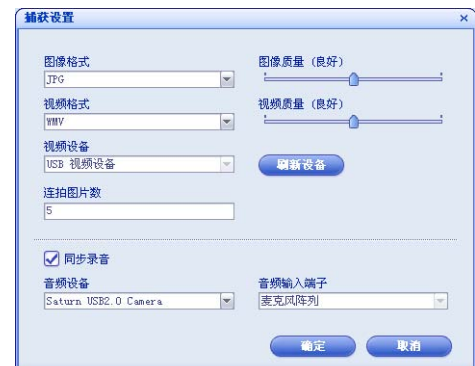 捕获设置
图像格式
图像质量（良好）
JPG
视频格式
视频质量（良好）
WMV
视频设备
USB 视频设备
刷新设备
连拍图片数
5
同步录音
音频设备
音频输入端子
Saturn USB2.0 Camera
麦克风阵列
确定
取消